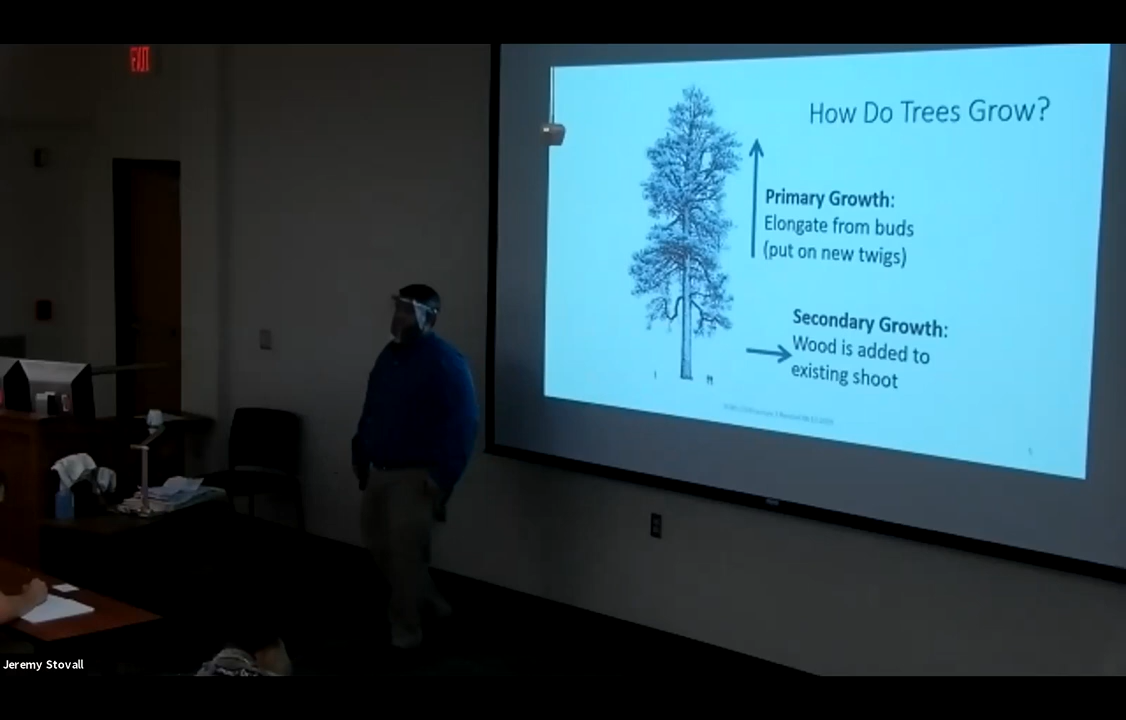 EXIT
How Do Trees Grow?
Primary Growth:
Elongate from buds
(put on new twigs)
Secondary Growth:
Wood is added to
existing shoot
Jeremy Stovall